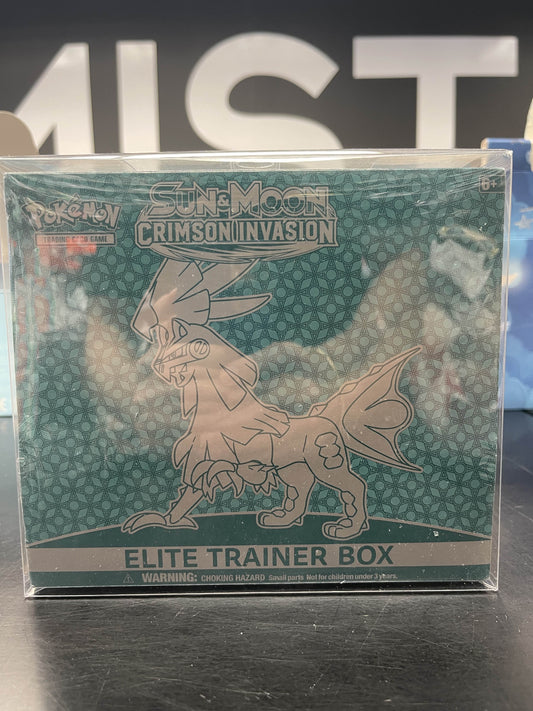 MIST
POKéMON
TRADING CARD GAME
SUN & MOON
CRIMSON INVASION
6+
ELITE TRAINER BOX
⚠ WARNING: CHOKING HAZARD Small parts Not for children under 3 years.